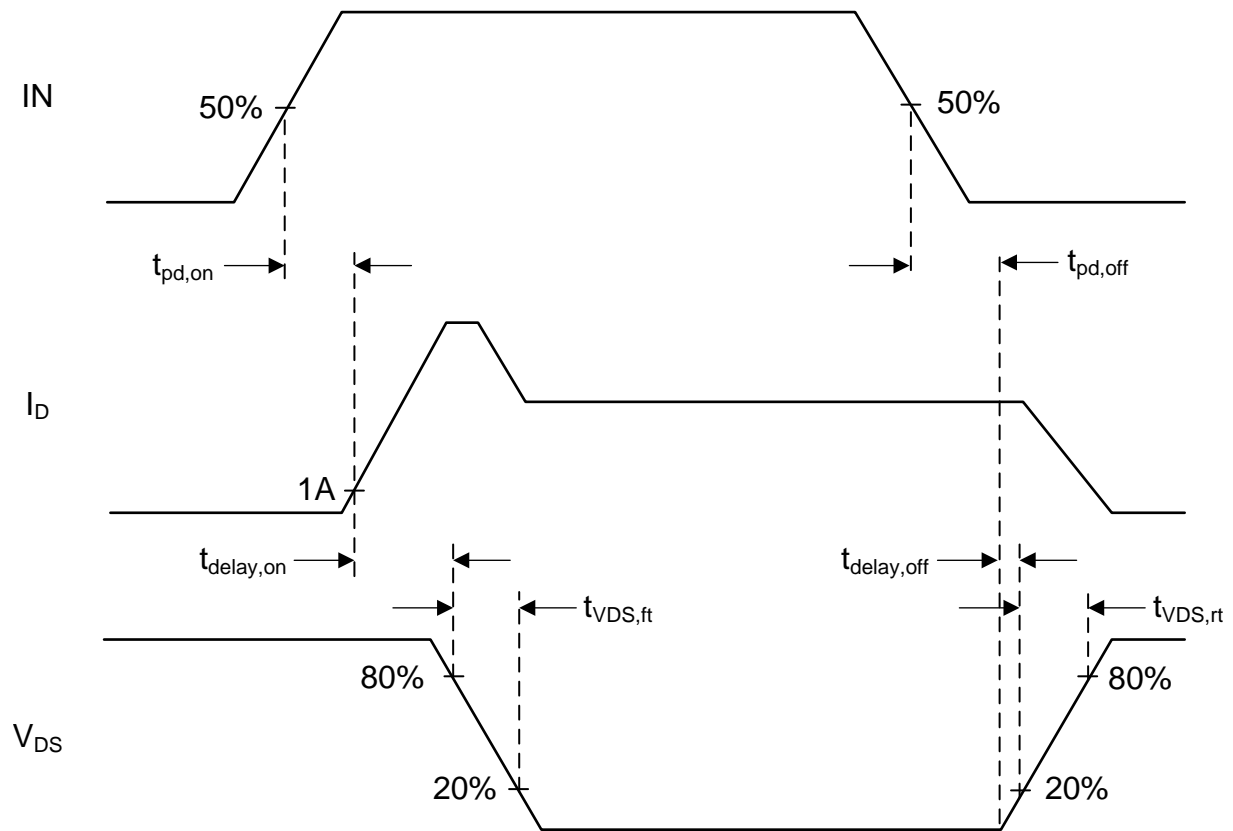 IN
50%
50%
tpd,on
tpd,off
ID
1A
tdelay,on
tdelay,off
tVDS,ft
tVDS,rt
80%
80%
VDS
20%
20%